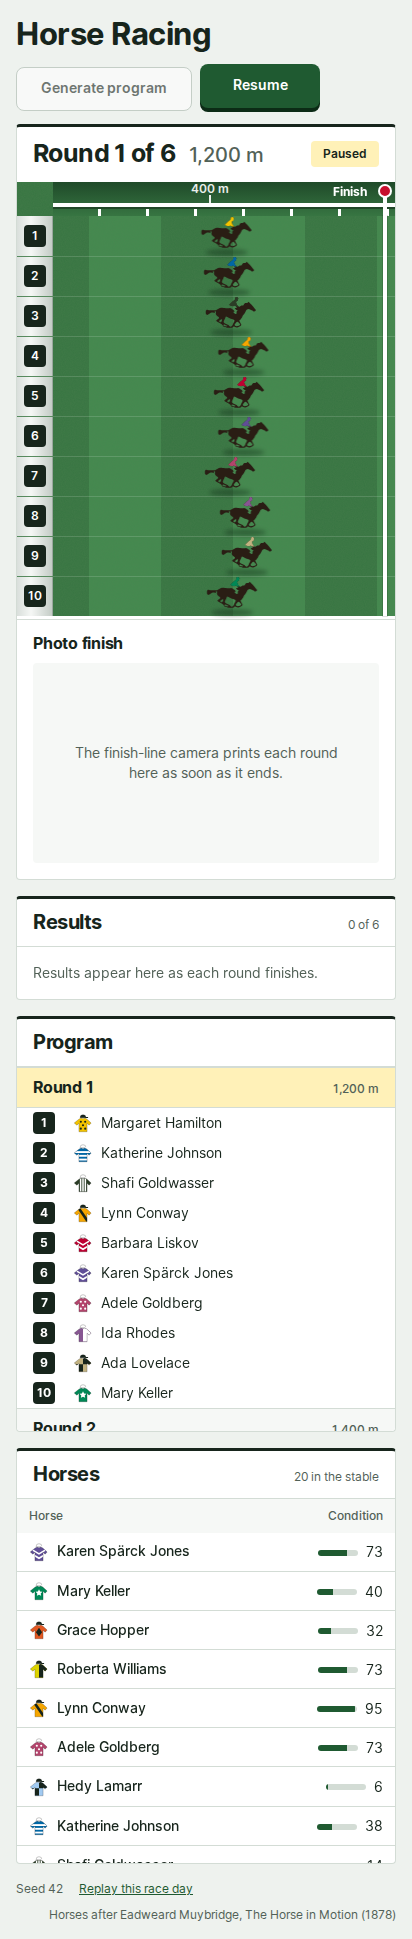 Horse Racing
Generate program
Resume
Round 1 of 6 1,200 m
Paused
400 m
Finish
1
2
3
4
5
6
7
8
9
10
Photo finish
The finish-line camera prints each round
here as soon as it ends.
Results
0 of 6
Results appear here as each round finishes.
Program
Round 1
1,200 m
1 Margaret Hamilton
2 Katherine Johnson
3 Shafi Goldwasser
4 Lynn Conway
5 Barbara Liskov
6 Karen Spärck Jones
7 Adele Goldberg
8 Ida Rhodes
9 Ada Lovelace
10 Mary Keller
Round 2
1,400 m
Horses
20 in the stable
Horse Condition
Karen Spärck Jones 73
Mary Keller 40
Grace Hopper 32
Roberta Williams 73
Lynn Conway 95
Adele Goldberg 73
Hedy Lamarr 6
Katherine Johnson 38
Shafi Goldwasser 14
Seed 42 Replay this race day
Horses after Eadweard Muybridge, The Horse in Motion (1878)